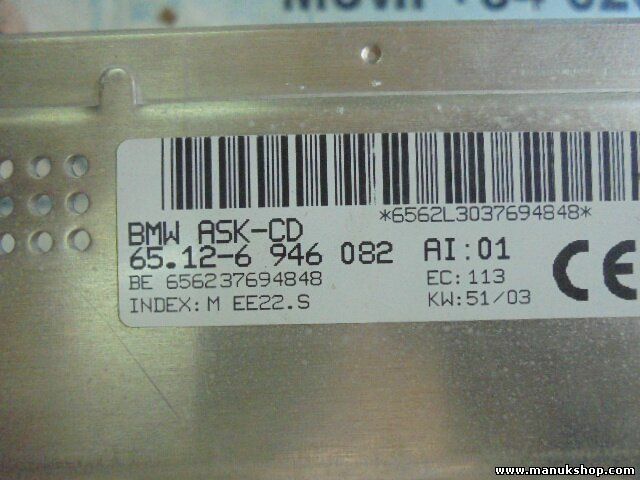 *6562L3037694848*
BMW ASK-CD
65.12-6 946 082 AI:01
BE 656237694848 EC:113
INDEX:M EE22.S KW:51/03
CE
www.manukshop.com